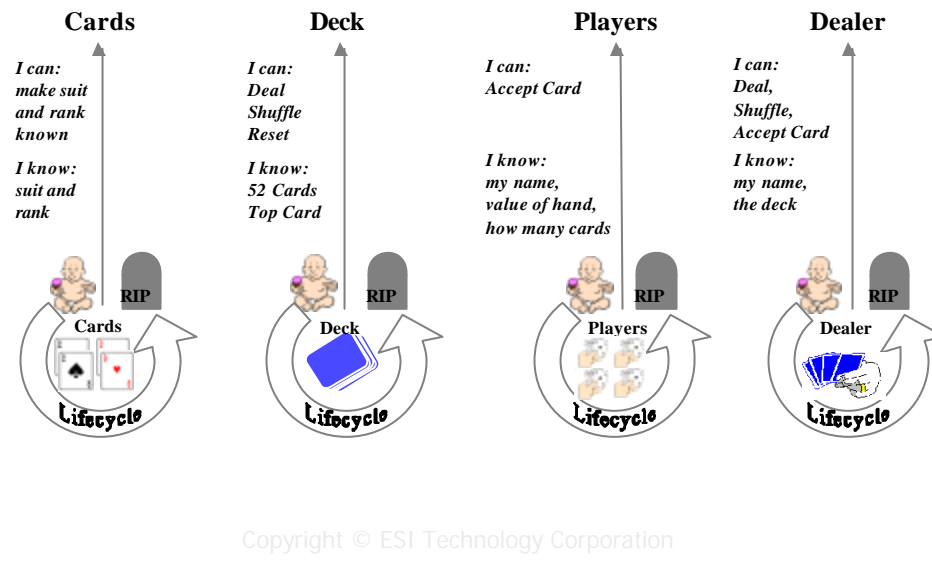 Cards
I can:
make suit
and rank
known
I know:
suit and
rank
RIP
Cards
Lifecycle
Deck
I can:
Deal
Shuffle
Reset
I know:
52 Cards
Top Card
RIP
Deck
Lifecycle
Players
I can:
Accept Card
I know:
my name,
value of hand,
how many cards
RIP
Players
Lifecycle
Dealer
I can:
Deal,
Shuffle,
Accept Card
I know:
my name,
the deck
RIP
Dealer
Lifecycle
Copyright © ESI Technology Corporation